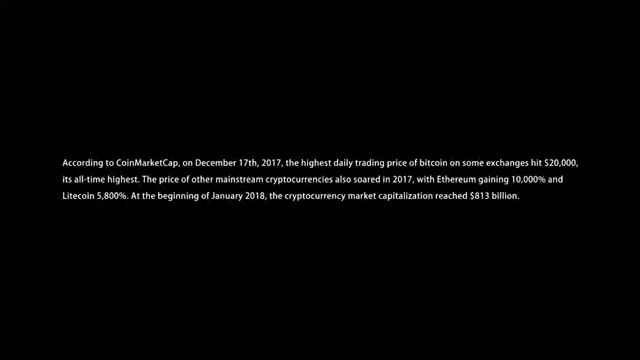 According to CoinMarketCap, on December 17th, 2017, the highest daily trading price of bitcoin on some exchanges hit $20,000,
its all-time highest. The price of other mainstream cryptocurrencies also soared in 2017, with Ethereum gaining 10,000% and
Litecoin 5,800%. At the beginning of January 2018, the cryptocurrency market capitalization reached $813 billion.